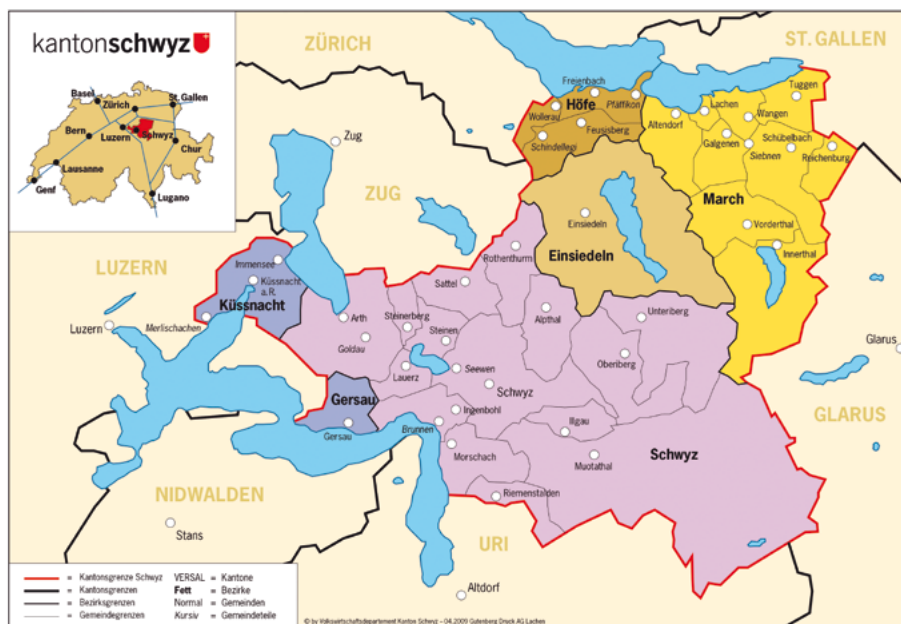 kantonschwyz
Basel
Zürich
St. Gallen
Bern
Luzern
Schwyz
Chur
Lausanne
Genf
Lugano
ZÜRICH
ST. GALLEN
Zug
ZUG
LUZERN
Luzern
GLARUS
Glarus
NIDWALDEN
Stans
URI
Altdorf
Freienbach
Höfe
Pfäffikon
Wollerau
Feusisberg
Schindellegi
Tuggen
Lachen
Wangen
Altendorf
Galgenen
Schübelbach
Siebnen
Reichenburg
March
Vorderthal
Innerthal
Einsiedeln
Einsiedeln
Immensee
Küssnacht
a.R.
Küssnacht
Merlischachen
Rothenthurm
Sattel
Arth
Steinerberg
Steinen
Goldau
Alpthal
Unteriberg
Oberiberg
Lauerz
Seewen
Schwyz
Gersau
Gersau
Ingenbohl
Brunnen
Illgau
Morschach
Muotathal
Schwyz
Riemenstalden
= Kantonsgrenze Schwyz
= Kantonsgrenzen
= Bezirksgrenzen
= Gemeindegrenzen
VERSAL = Kantone
Fett = Bezirke
Normal = Gemeinden
Kursiv = Gemeindeteile
© by Volkswirtschaftsdepartement Kanton Schwyz – 04.2009 Gutenberg Druck AG Lachen